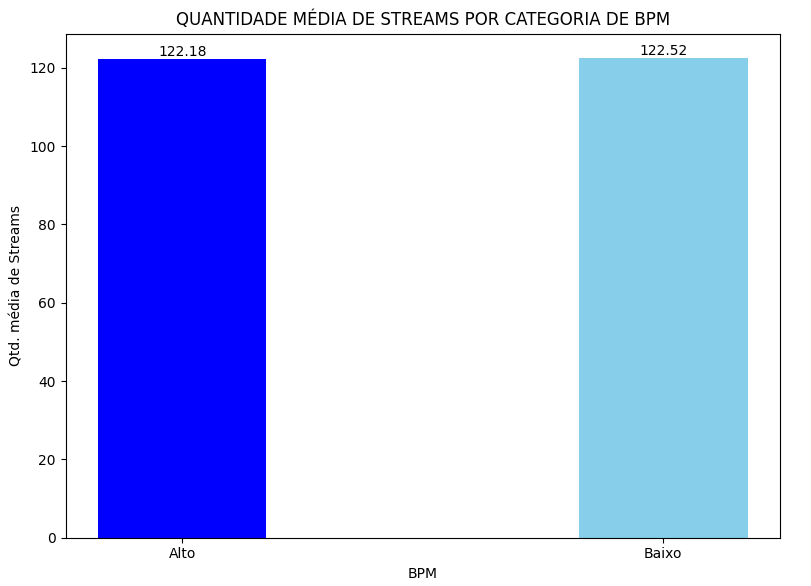 QUANTIDADE MÉDIA DE STREAMS POR CATEGORIA DE BPM
122.18
122.52
120
100
80
60
40
20
0
Qtd. média de Streams
Alto
Baixo
BPM